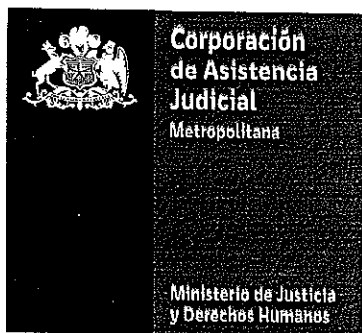 Corporación
de Asistencia
Judicial
Metropolitana
Ministerio de Justicia
y Derechos Humanos